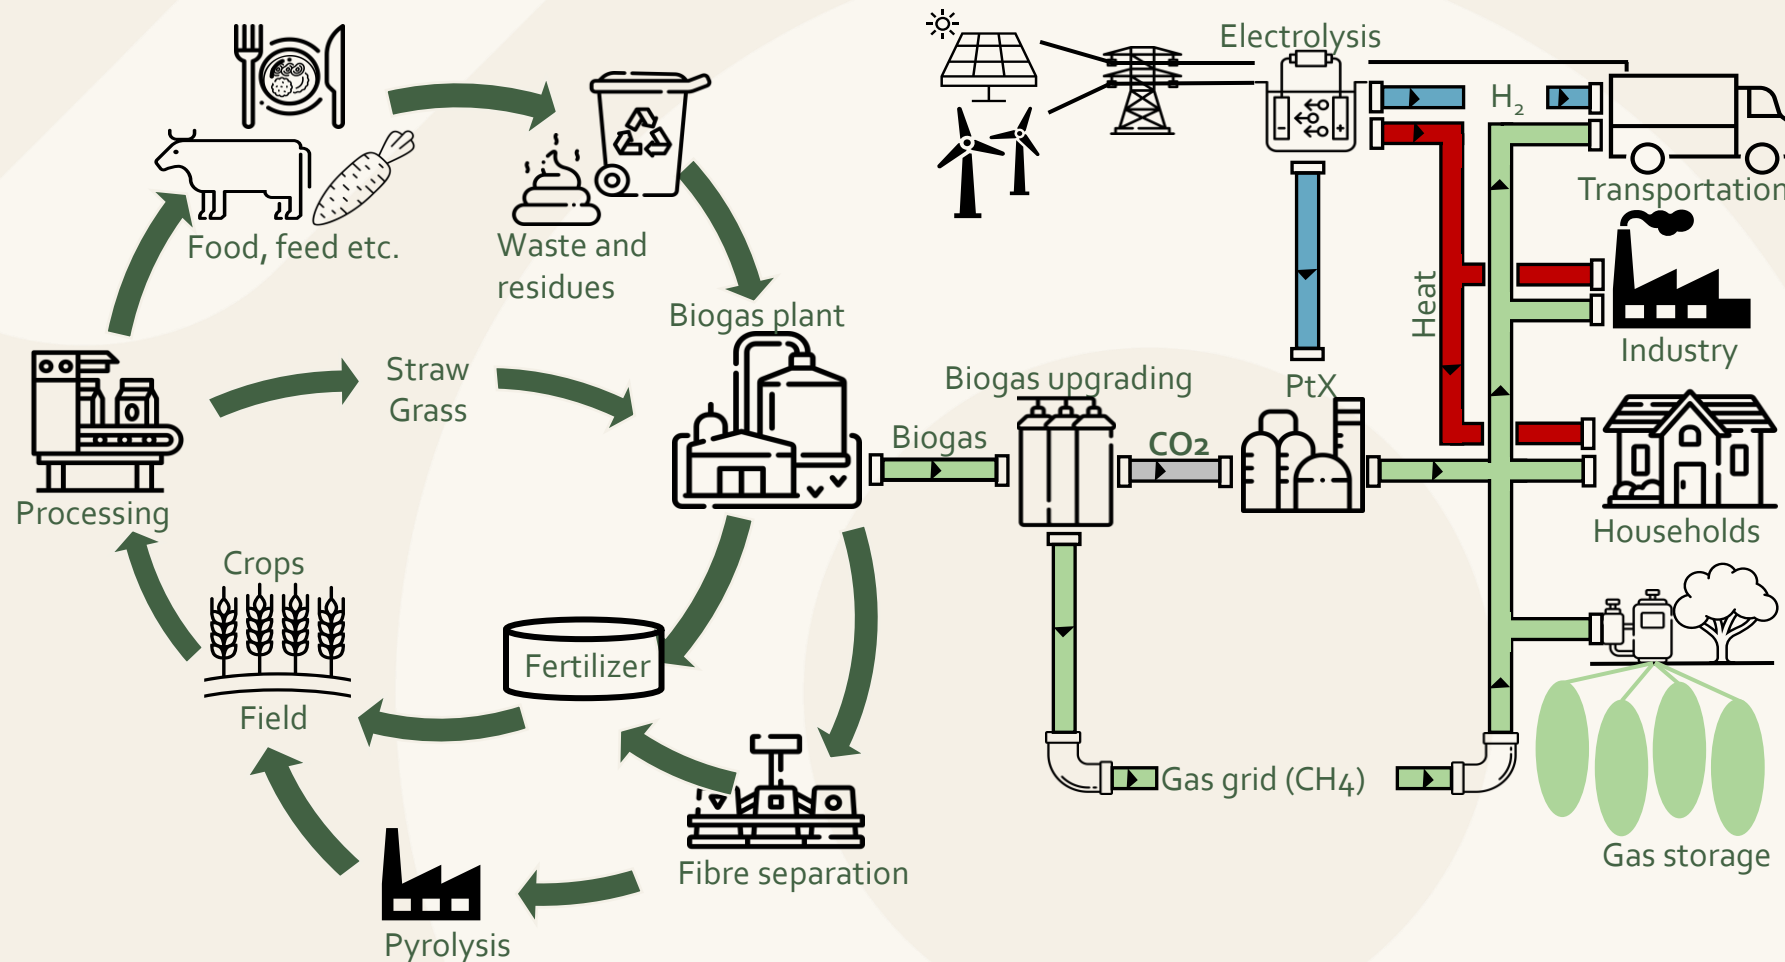 Electrolysis
H₂
Transportation
Food, feed etc.
Waste and
residues
Heat
Biogas plant
Industry
Straw
Grass
Biogas upgrading
PtX
Biogas
CO2
Processing
Households
Crops
Fertilizer
Field
Gas grid (CH4)
Gas storage
Fibre separation
Pyrolysis